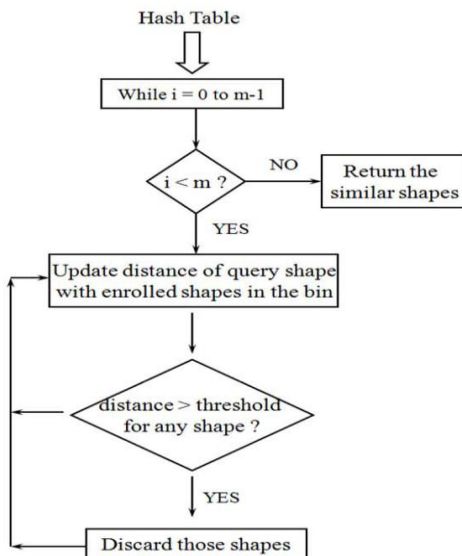 Hash Table
While i = 0 to m-1
i < m ?
NO
Return the
similar shapes
YES
Update distance of query shape
with enrolled shapes in the bin
distance > threshold
for any shape ?
YES
Discard those shapes